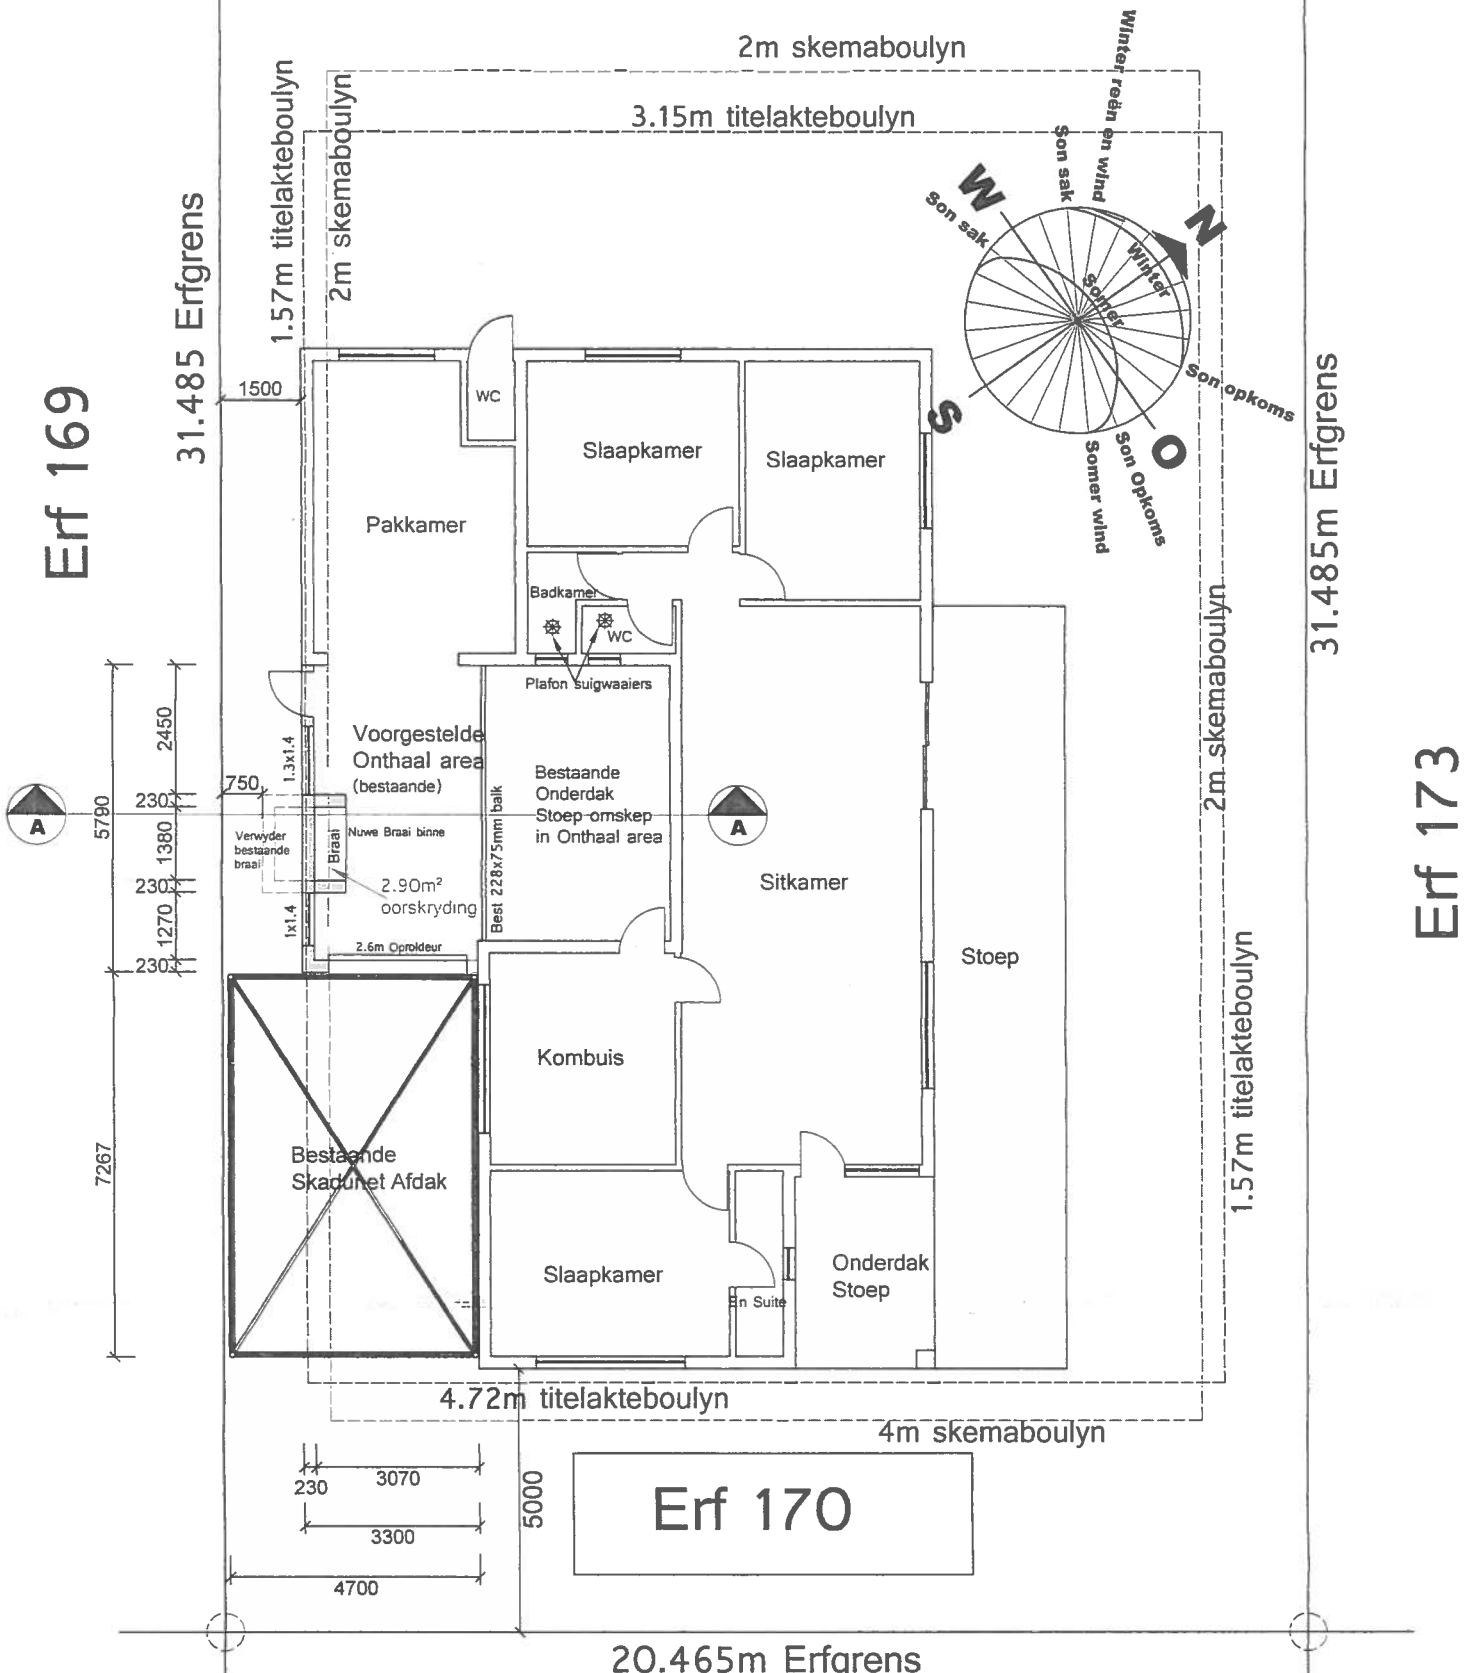 2m skemaboulyn
3.15m titelakteboulyn
1.57m titelakteboulyn
2m skemaboulyn
31.485 Erfgrens
Erf 169
1500
Winter reën en wind
Son sak
Son sak
W
N
Winter
Somer
S
O
Son opkoms
Son Opkoms
Somer wind
31.485m Erfgrens
WC
Slaapkamer
Slaapkamer
Pakkamer
Badkamer
WC
Plafon suigwaaiers
2m skemaboulyn
Erf 173
1.57m titelakteboulyn
Voorgestelde
Onthaal area
(bestaande)
Bestaande
Onderdak
Stoep omskep
in Onthaal area
Best 228x75mm balk
1.3x1.4
750
2450
230
1380
230
1270
230
5790
7267
A
A
Verwyder
bestaande
braai
Braai
Nuwe Braai binne
2.90m²
oorskryding
1x1.4
2.6m Oproldeur
Sitkamer
Stoep
Kombuis
Bestaande
Skadunet Afdak
Slaapkamer
En Suite
Onderdak
Stoep
4.72m titelakteboulyn
4m skemaboulyn
230
3070
3300
4700
5000
Erf 170
20.465m Erfgrens